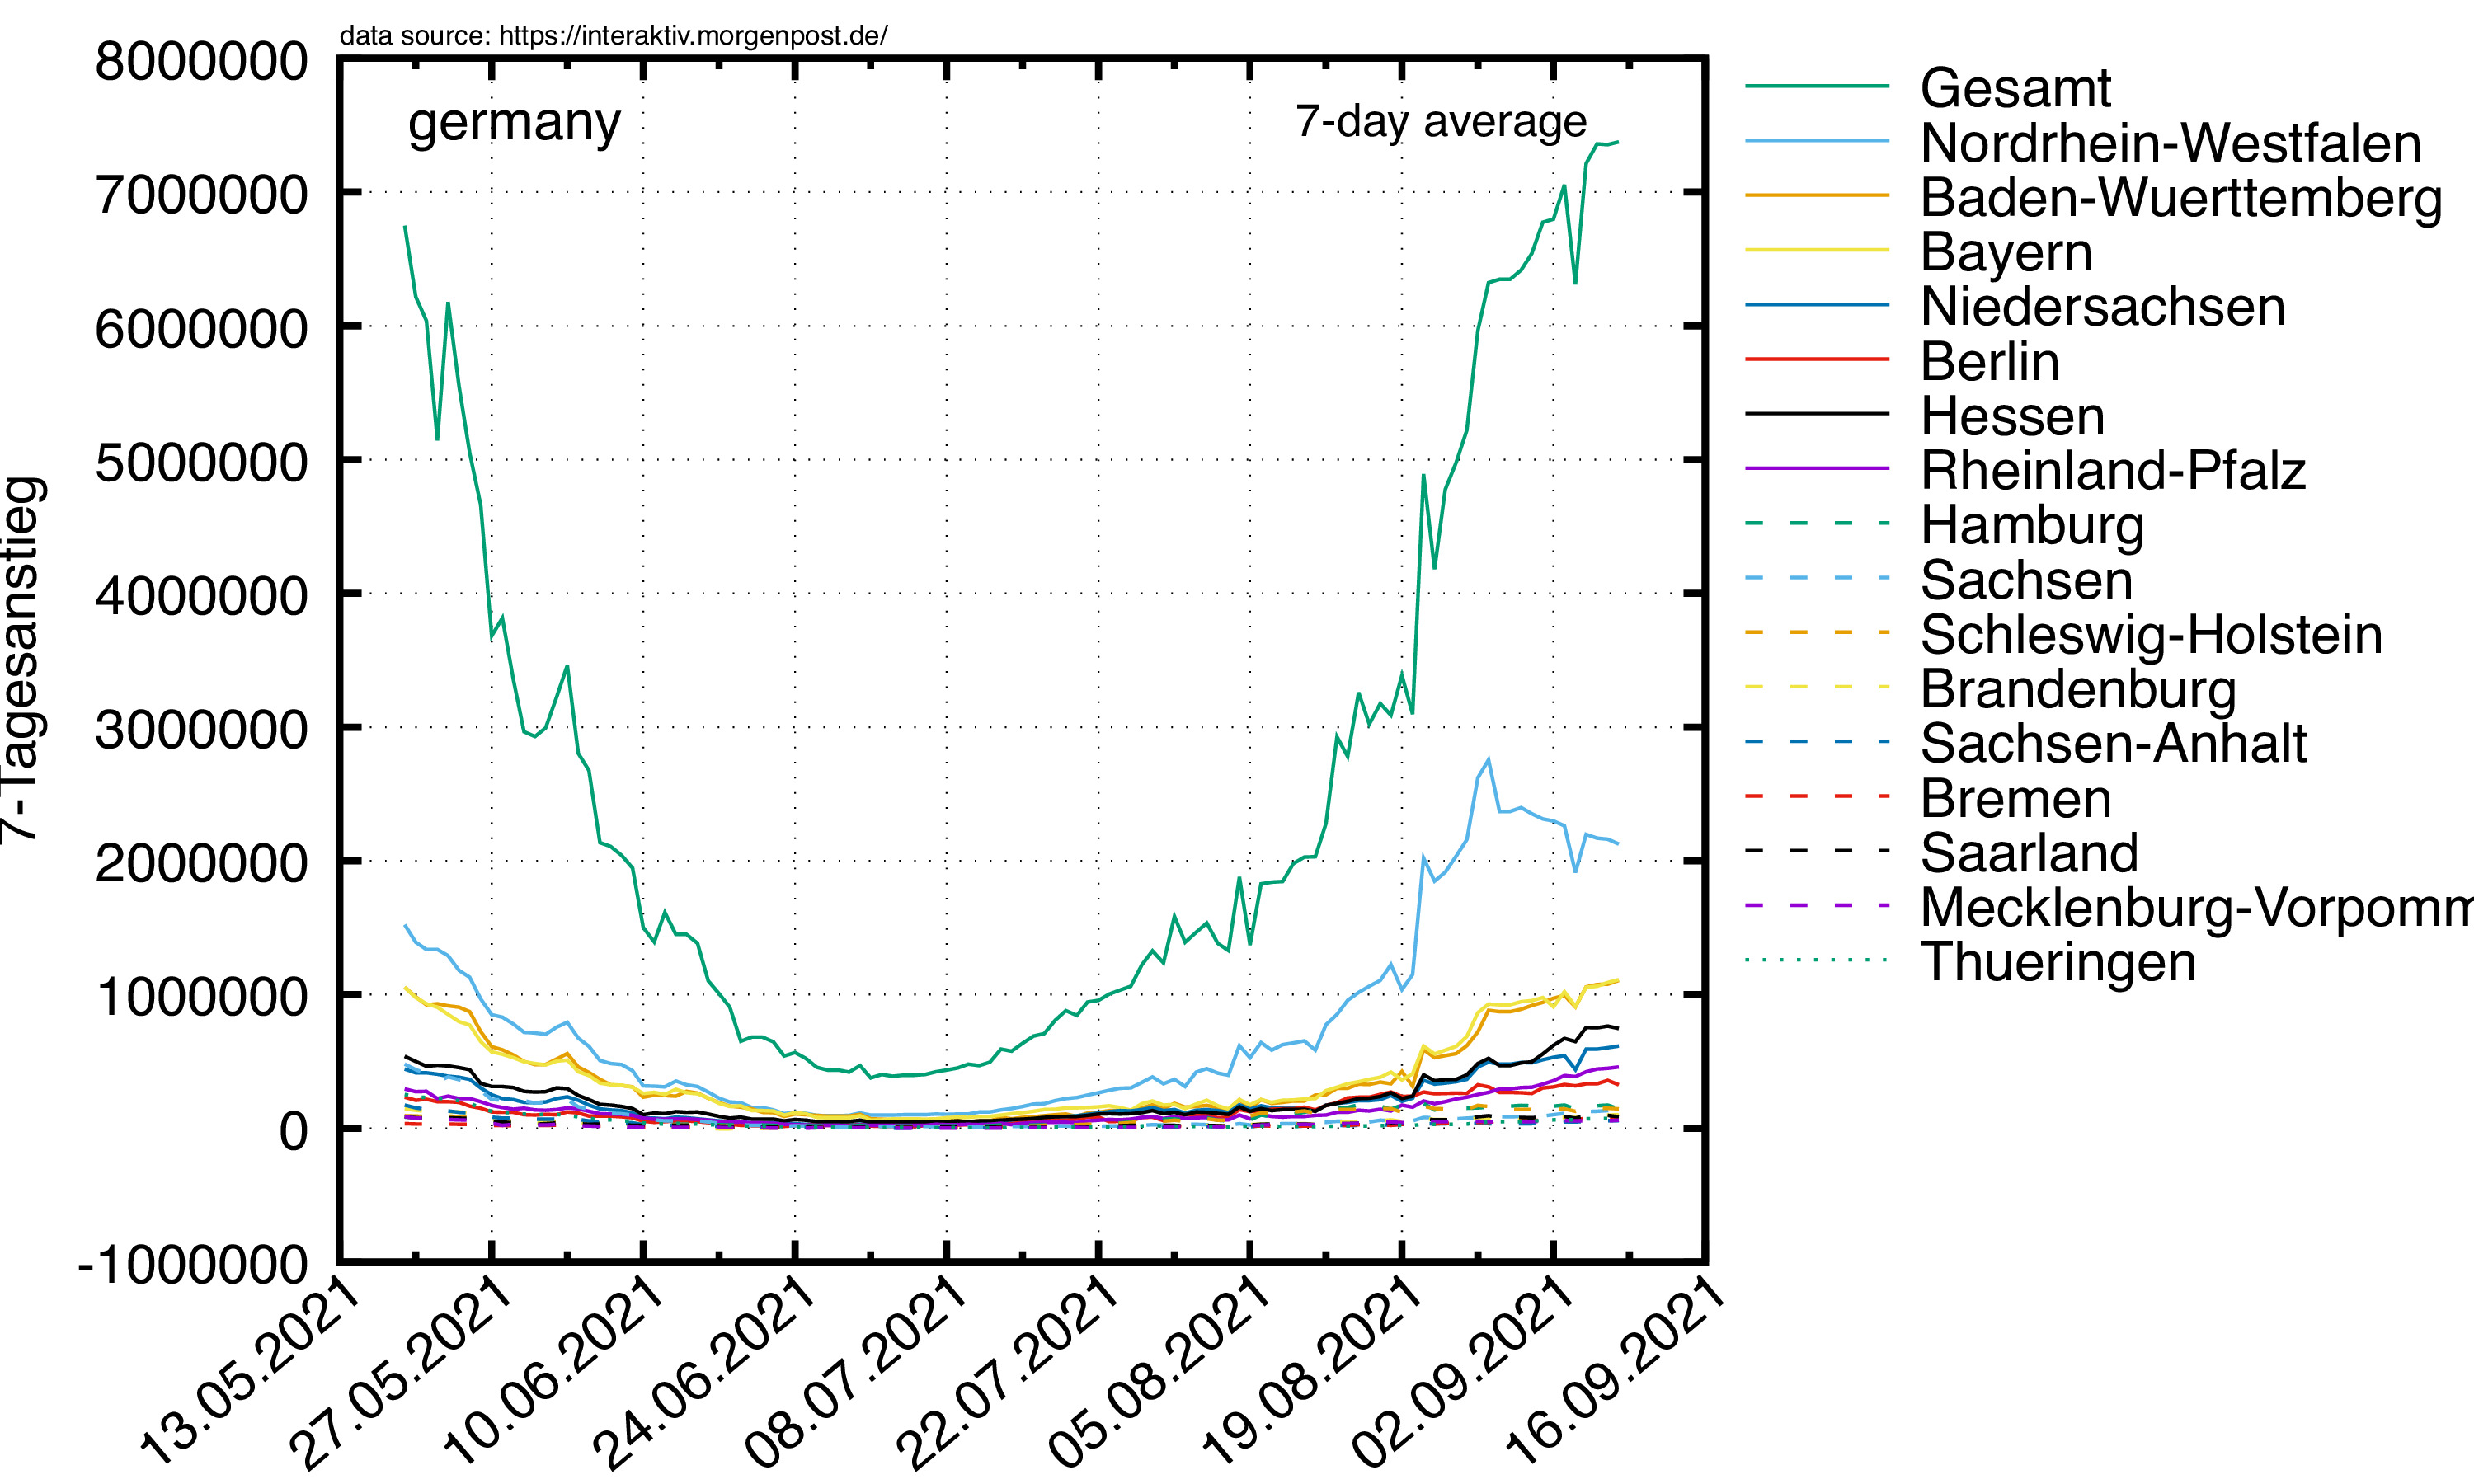 data source: https://interaktiv.morgenpost.de/
germany
7-day average
7-Tagesanstieg
8000000
7000000
6000000
5000000
4000000
3000000
2000000
1000000
0
-1000000
13.05.2021
27.05.2021
10.06.2021
24.06.2021
08.07.2021
22.07.2021
05.08.2021
19.08.2021
02.09.2021
16.09.2021
Gesamt
Nordrhein-Westfalen
Baden-Wuerttemberg
Bayern
Niedersachsen
Berlin
Hessen
Rheinland-Pfalz
Hamburg
Sachsen
Schleswig-Holstein
Brandenburg
Sachsen-Anhalt
Bremen
Saarland
Mecklenburg-Vorpomm
Thueringen